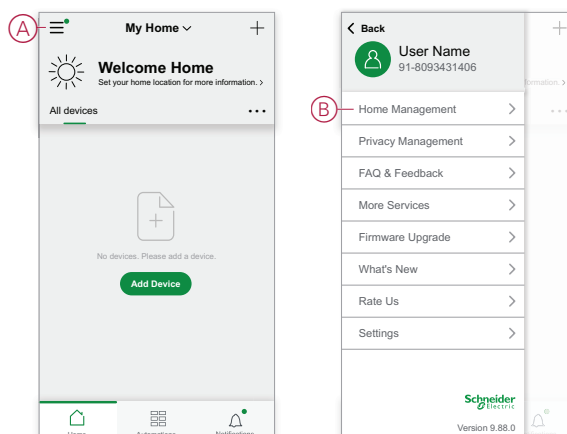 A
My Home
Welcome Home
Set your home location for more information. >
All devices
No devices. Please add a device.
Add Device
Home
Automations
Notifications
Back
User Name
91-8093431406
formation. >
B
Home Management
Privacy Management
FAQ & Feedback
More Services
Firmware Upgrade
What's New
Rate Us
Settings
Schneider
Electric
Version 9.88.0